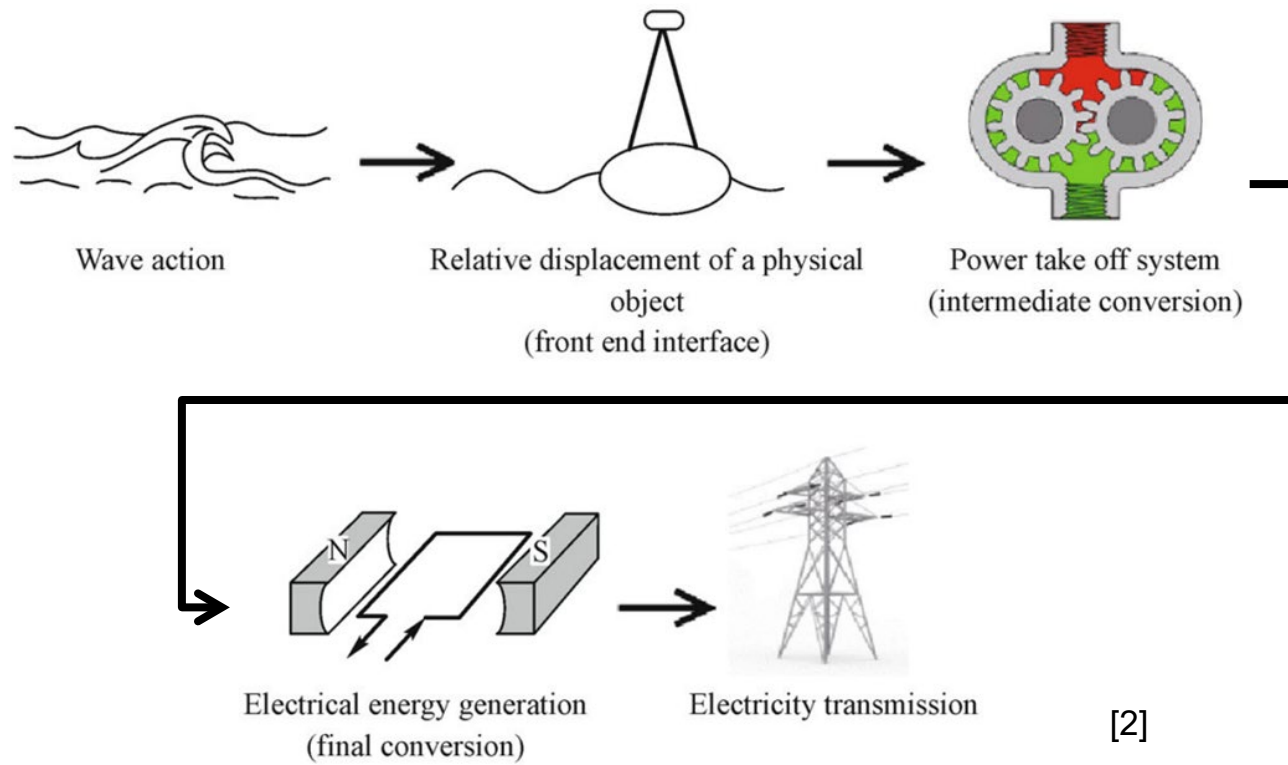 Wave action
Relative displacement of a physical
object
(front end interface)
Power take off system
(intermediate conversion)
N
S
Electrical energy generation
(final conversion)
Electricity transmission
[2]